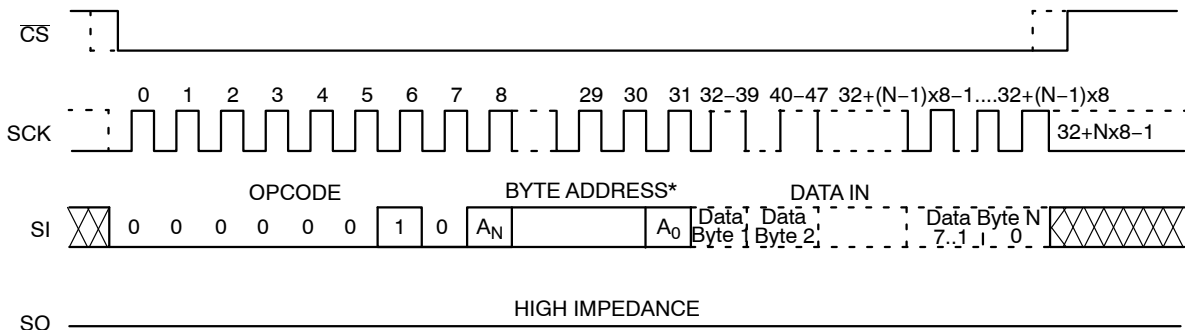 CS
0 1 2 3 4 5 6 7 8 29 30 31 32–39 40–47 32+(N–1)x8–1....32+(N–1)x8
SCK
32+Nx8–1
OPCODE BYTE ADDRESS* DATA IN
SI 0 0 0 0 0 0 1 0 AN A0 Data Byte 1 Data Byte 2 Data Byte N 7..1 0
HIGH IMPEDANCE
SO